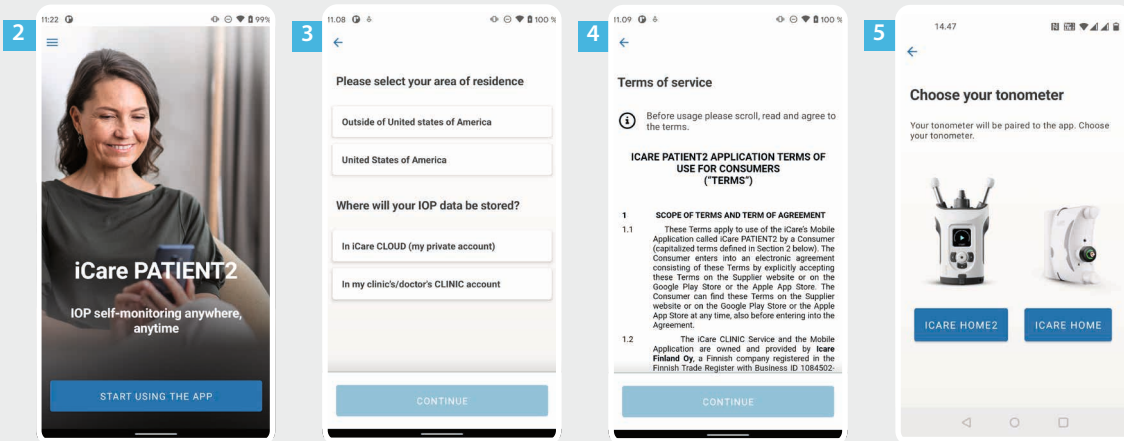 2
11:22
99%
iCare PATIENT2
IOP self-monitoring anywhere,
anytime
START USING THE APP
3
11.08
100 %
Please select your area of residence
Outside of United states of America
United States of America
Where will your IOP data be stored?
In iCare CLOUD (my private account)
In my clinic's/doctor's CLINIC account
CONTINUE
4
11.09
100 %
Terms of service
Before usage please scroll, read and agree to
the terms.
ICARE PATIENT2 APPLICATION TERMS OF
USE FOR CONSUMERS
("TERMS")
1 SCOPE OF TERMS AND TERM OF AGREEMENT
1.1 These Terms apply to use of the iCare's Mobile
Application called iCare PATIENT2 by a Consumer
(capitalized terms defined in Section 2 below). The
Consumer enters into an electronic agreement
consisting of these Terms by explicitly accepting
these Terms on the Supplier website or on the
Google Play Store or the Apple App Store. The
Consumer can find these Terms on the Supplier
website or on the Google Play Store or the Apple
App Store at any time, also before entering into the
Agreement.
1.2 The iCare CLINIC Service and the Mobile
Application are owned and provided by Icare
Finland Oy, a Finnish company registered in the
Finnish Trade Register with Business ID 1084502-
CONTINUE
5
14.47
Choose your tonometer
Your tonometer will be paired to the app. Choose
your tonometer.
ICARE HOME2
ICARE HOME